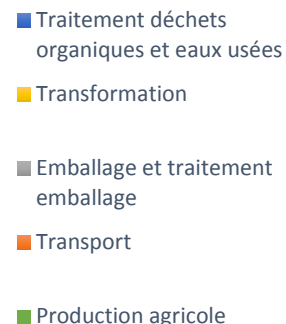 Traitement déchets
organiques et eaux usées
Transformation
Emballage et traitement
emballage
Transport
Production agricole